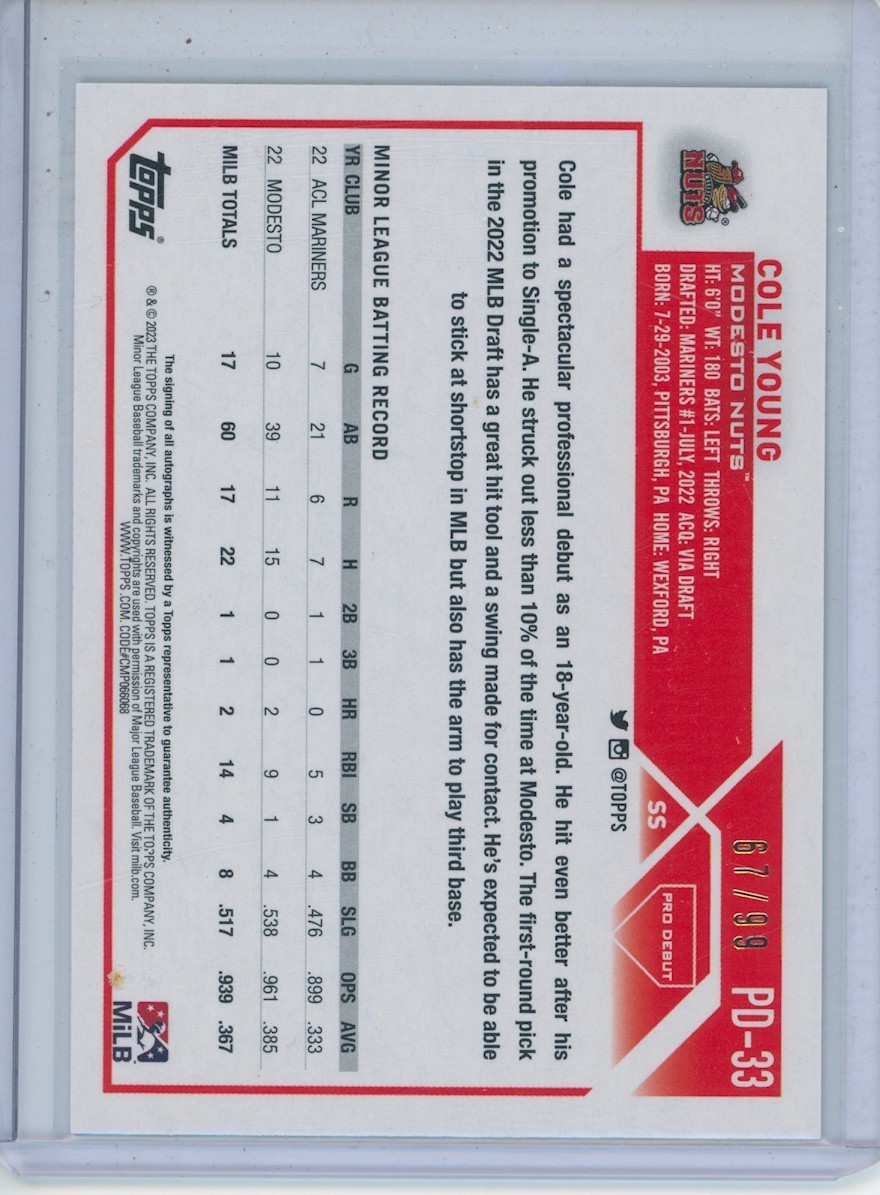 NUTS®
COLE YOUNG
MODESTO NUTS™
HT: 6'0" WT: 180 BATS: LEFT THROWS: RIGHT
DRAFTED: MARINERS #1-JULY, 2022 ACQ: VIA DRAFT
BORN: 7-29-2003, PITTSBURGH, PA HOME: WEXFORD, PA
67/99
PD-33
SS
PRO DEBUT
@TOPPS
Cole had a spectacular professional debut as an 18-year-old. He hit even better after his
promotion to Single-A. He struck out less than 10% of the time at Modesto. The first-round pick
in the 2022 MLB Draft has a great hit tool and a swing made for contact. He's expected to be able
to stick at shortstop in MLB but also has the arm to play third base.
MINOR LEAGUE BATTING RECORD
YR CLUB G AB R H 2B 3B HR RBI SB BB SLG OPS AVG
22 ACL MARINERS 7 21 6 7 1 1 0 5 3 4 .476 .899 .333
22 MODESTO 10 39 11 15 0 0 2 9 1 4 .538 .961 .385
MiLB TOTALS 17 60 17 22 1 1 2 14 4 8 .517 .939 .367
topps®
The signing of all autographs is witnessed by a Topps representative to guarantee authenticity.
® & © 2023 THE TOPPS COMPANY, INC. ALL RIGHTS RESERVED. TOPPS IS A REGISTERED TRADEMARK OF THE TOPPS COMPANY, INC.
Minor League Baseball trademarks and copyrights are used with permission of Major League Baseball. Visit milb.com.
WWW.TOPPS.COM. CODE#CMP066068
MiLB